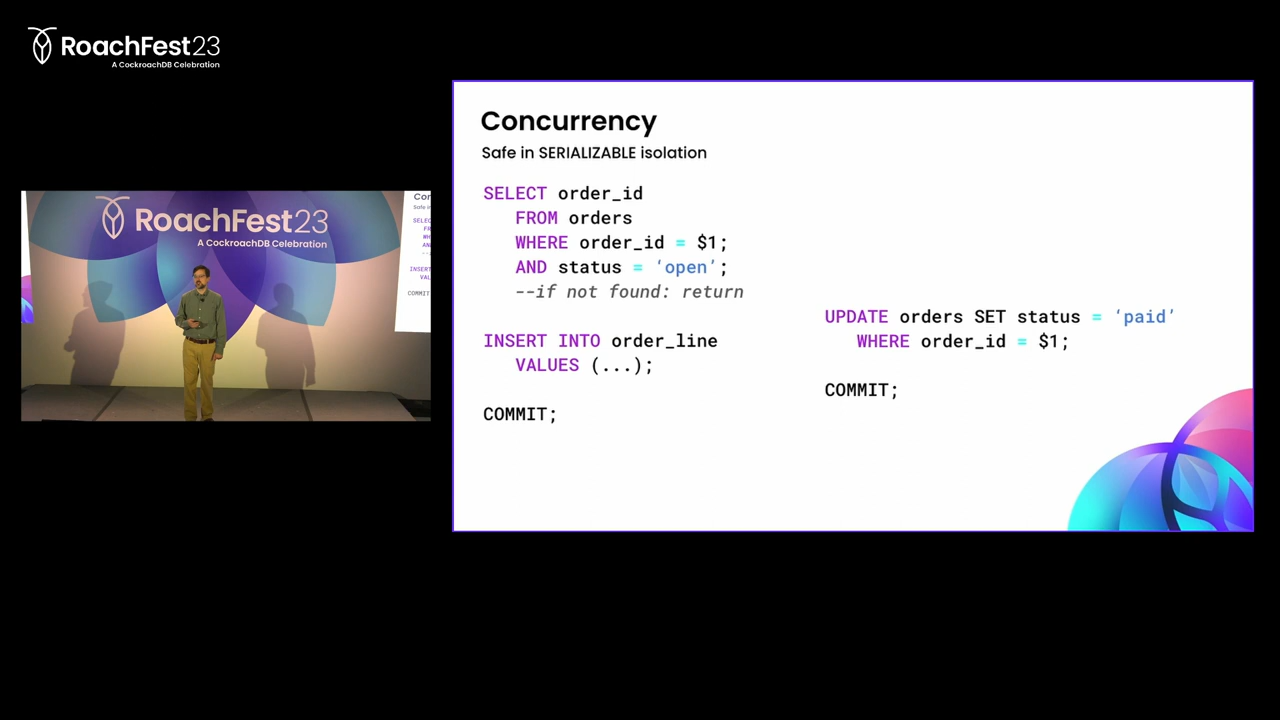 RoachFest23
A CockroachDB Celebration
RoachFest23
A CockroachDB Celebration
Concurrency
Safe in SERIALIZABLE isolation
SELECT order_id
FROM orders
WHERE order_id = $1;
AND status = ‘open’;
--if not found: return
INSERT INTO order_line
VALUES (...);
COMMIT;
UPDATE orders SET status = ‘paid’
WHERE order_id = $1;
COMMIT;